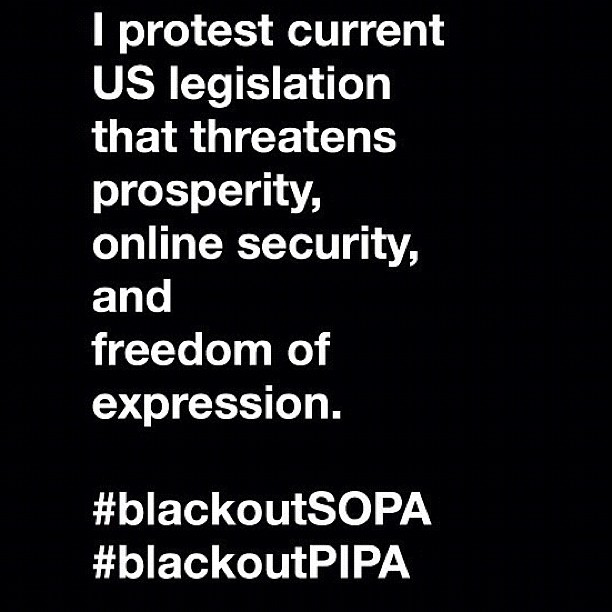 I protest current
US legislation
that threatens
prosperity,
online security,
and
freedom of
expression.
#blackoutSOPA
#blackoutPIPA